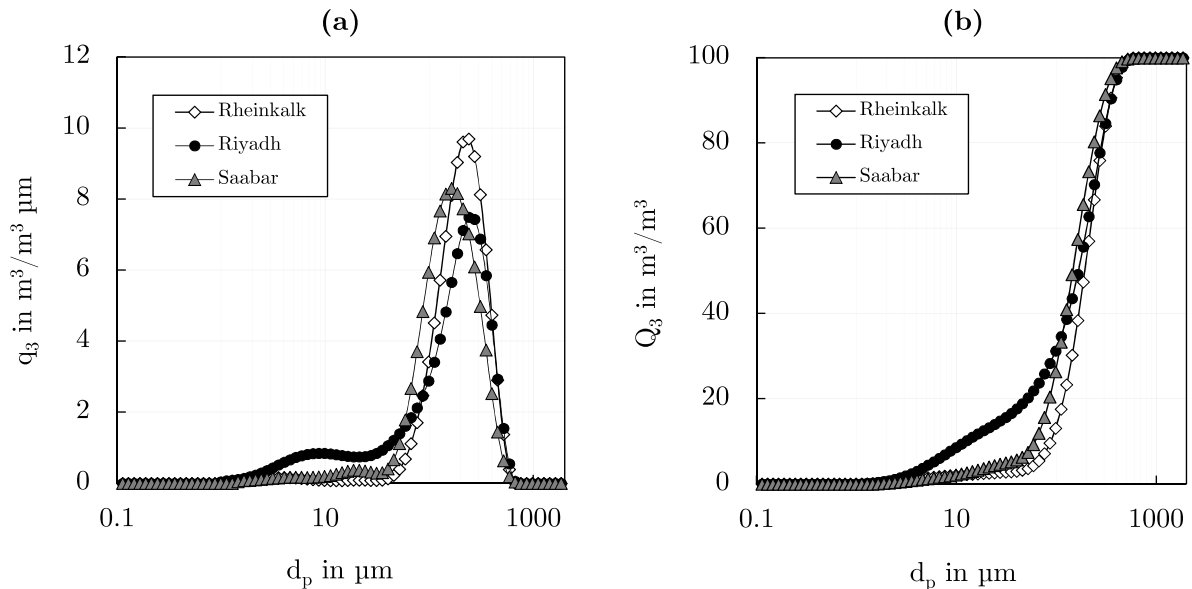 (a)
12
10
8
6
4
2
0
0.1 10 1000
q₃ in m³/m³ µm
dₚ in µm
Rheinkalk
Riyadh
Saabar
(b)
100
80
60
40
20
0
0.1 10 1000
Q₃ in m³/m³
dₚ in µm
Rheinkalk
Riyadh
Saabar